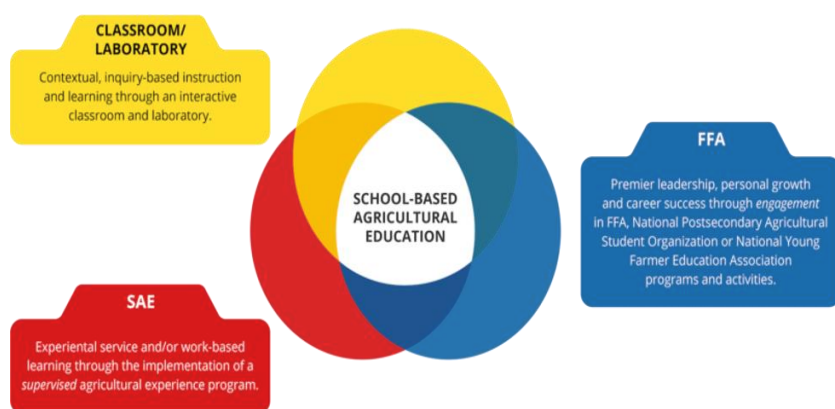 CLASSROOM/
LABORATORY
Contextual, inquiry-based instruction
and learning through an interactive
classroom and laboratory.
SCHOOL-BASED
AGRICULTURAL
EDUCATION
FFA
Premier leadership, personal growth
and career success through engagement
in FFA, National Postsecondary Agricultural
Student Organization or National Young
Farmer Education Association
programs and activities.
SAE
Experiential service and/or work-based
learning through the implementation of a
supervised agricultural experience program.